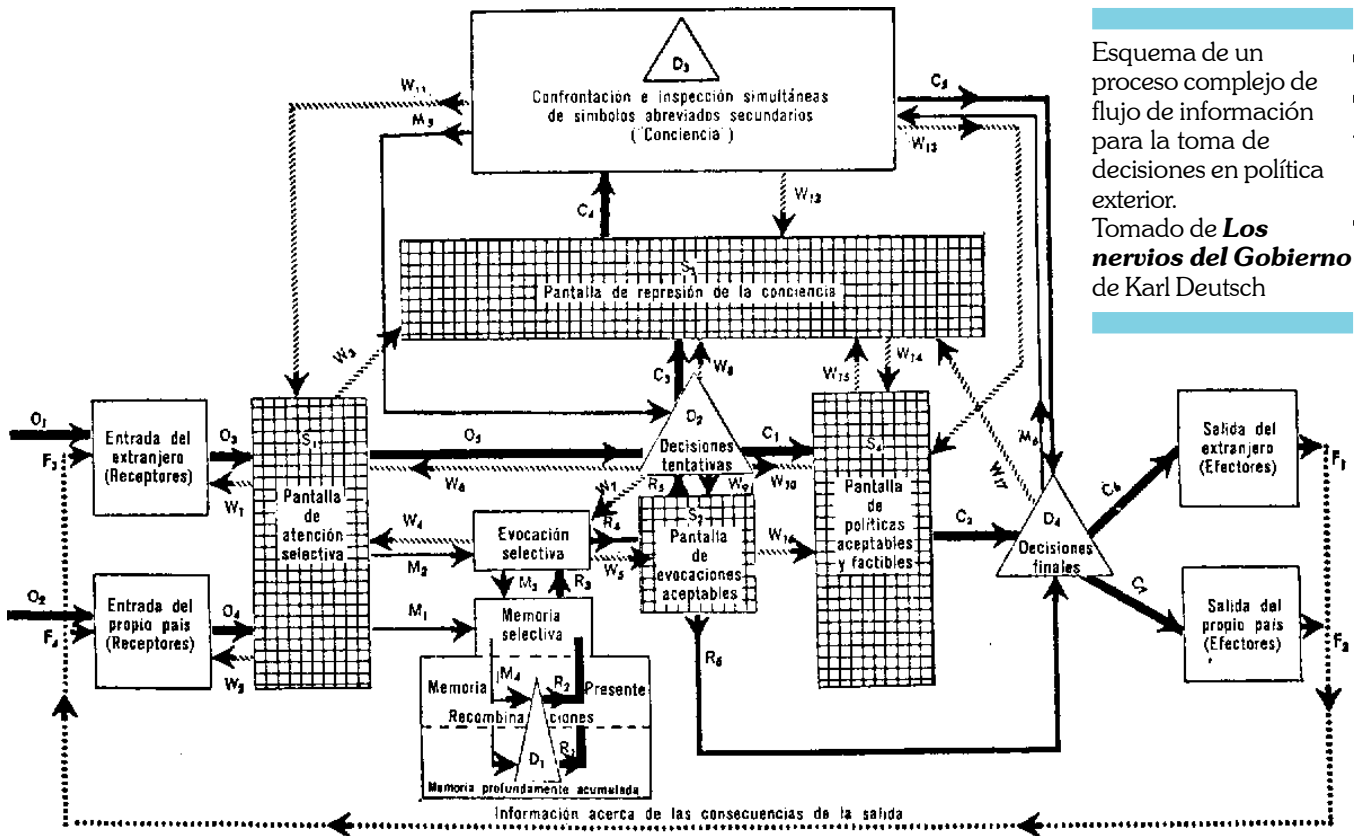 Esquema de un
proceso complejo de
flujo de información
para la toma de
decisiones en política
exterior.
Tomado de Los
nervios del Gobierno
de Karl Deutsch
D3
Confrontación e inspección simultáneas
de símbolos abreviados secundarios
("Conciencia")
W11
M5
C5
W13
C4
W12
S3
Pantalla de represión de la conciencia
W3
C3
W8
W15
W14
O1
F3
Entrada del
extranjero
(Receptores)
O3
W1
S1
Pantalla
de
atención
selectiva
O5
W6
D2
Decisiones
tentativas
C1
W10
S4
Pantalla
de
políticas
aceptables
y factibles
W17
M6
C2
D4
Decisiones
finales
C6
C7
Salida del
extranjero
(Efectores)
F1
W7
R5
W9
W4
M2
Evocación
selectiva
R4
W5
S2
Pantalla
de
evocaciones
aceptables
W16
O2
Entrada del
propio país
(Receptores)
O4
W2
M1
M3
R3
Memoria
selectiva
R6
Salida del
propio país
(Efectores)
F2
M4
R2
Memoria
Presente
Recombinaciones
D1
R1
Memoria profundamente acumulada
Información acerca de las consecuencias de la salida